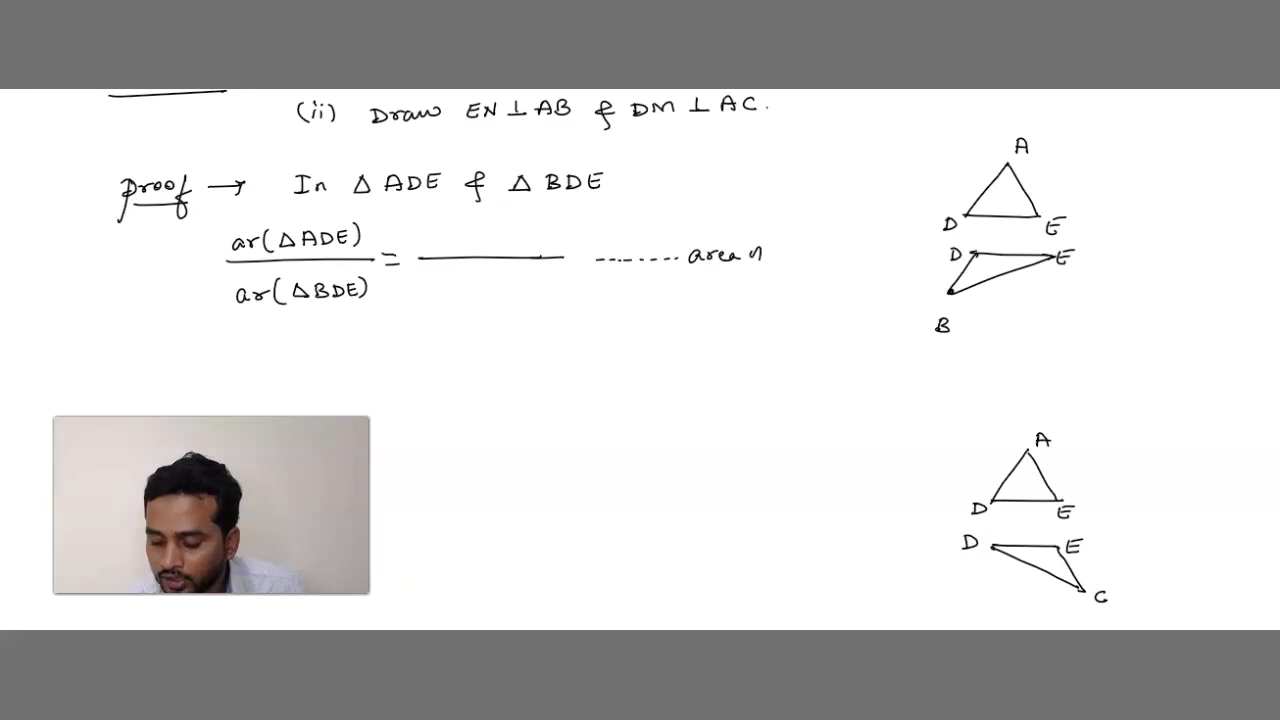 (ii) Draw EN ⊥ AB & DM ⊥ AC.
Proof → In △ ADE & △ BDE
ar(△ADE)
ar(△BDE)
= ........ area
A
D E
D E
B
A
D E
D E
C